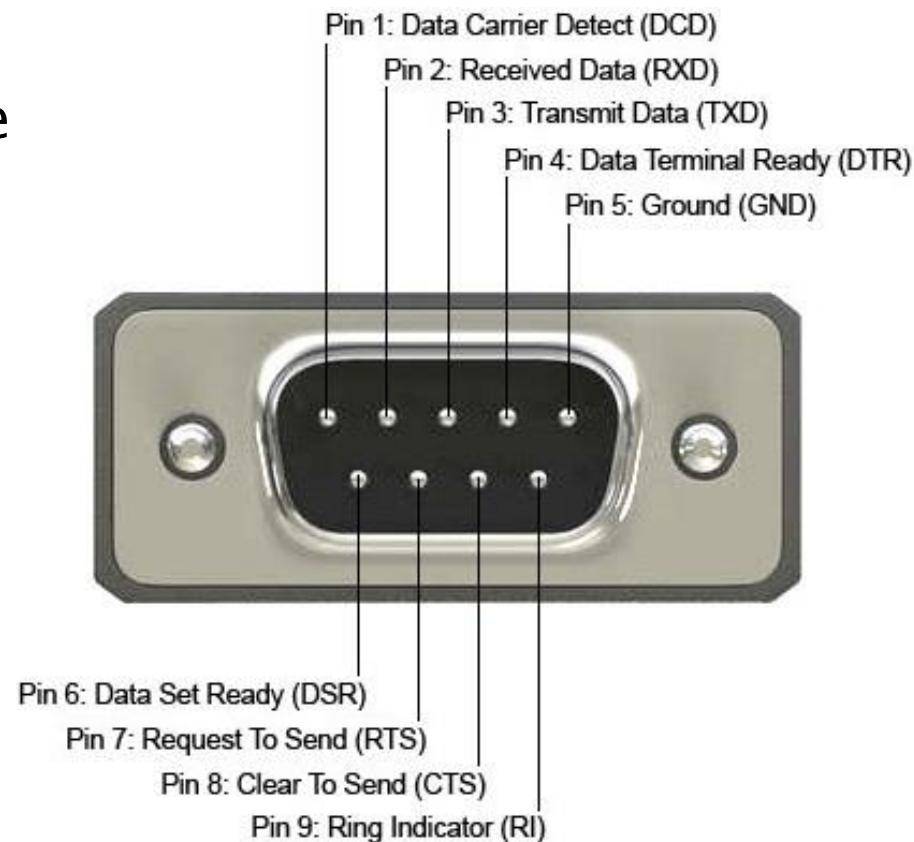 Pin 1: Data Carrier Detect (DCD)
Pin 2: Received Data (RXD)
e
Pin 3: Transmit Data (TXD)
Pin 4: Data Terminal Ready (DTR)
Pin 5: Ground (GND)
Pin 6: Data Set Ready (DSR)
Pin 7: Request To Send (RTS)
Pin 8: Clear To Send (CTS)
Pin 9: Ring Indicator (RI)